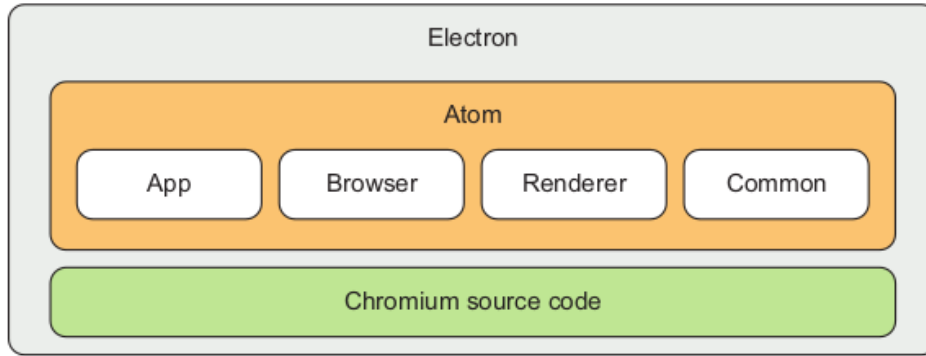 Electron
Atom
App Browser Renderer Common
Chromium source code